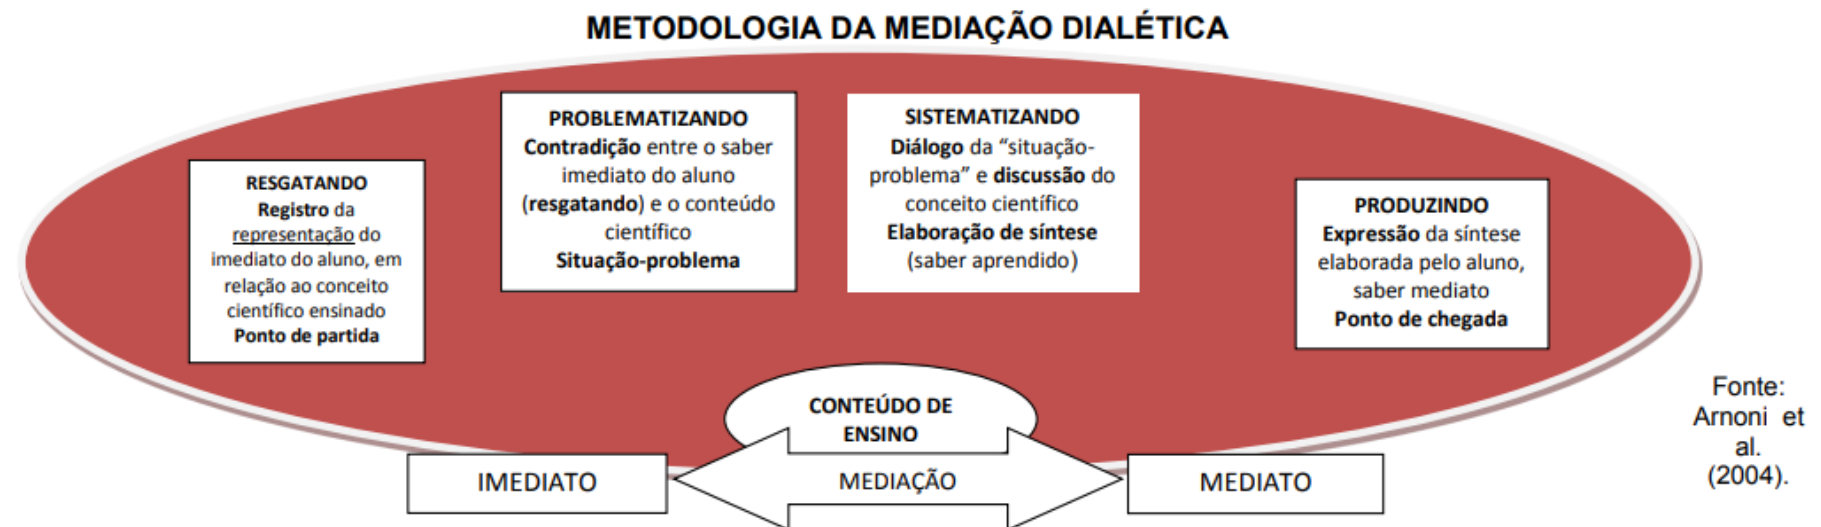 METODOLOGIA DA MEDIAÇÃO DIALÉTICA
RESGATANDO
Registro da
representação do
imediato do aluno, em
relação ao conceito
científico ensinado
Ponto de partida
PROBLEMATIZANDO
Contradição entre o saber
imediato do aluno
(resgatando) e o conteúdo
científico
Situação-problema
SISTEMATIZANDO
Diálogo da “situação-
problema” e discussão do
conceito científico
Elaboração de síntese
(saber aprendido)
PRODUZINDO
Expressão da síntese
elaborada pelo aluno,
saber mediato
Ponto de chegada
CONTEÚDO DE
ENSINO
IMEDIATO
MEDIAÇÃO
MEDIATO
Fonte:
Arnoni et
al.
(2004).